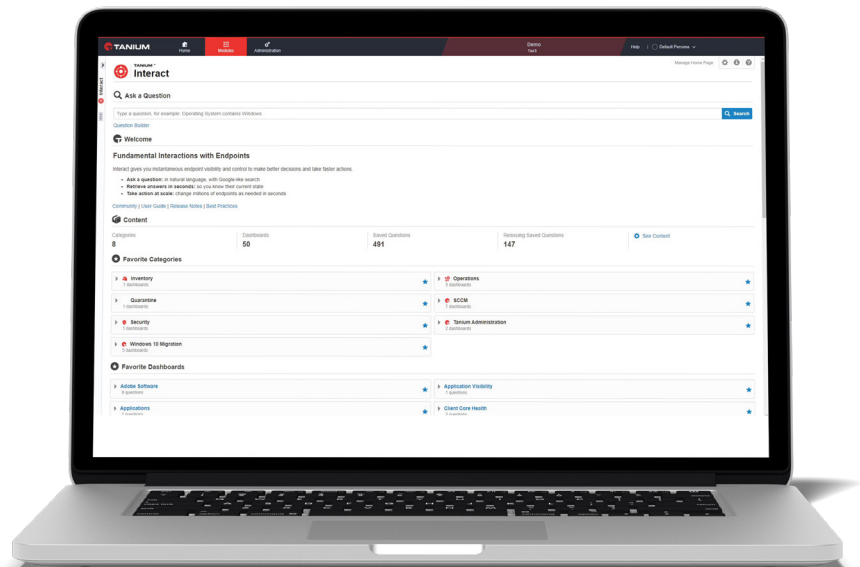 TANIUM
Home
Modules
Administration
Demo
TaaS
Help
Default Persona
Interact
TANIUM™
Interact
Manage Home Page
Ask a Question
Type a question, for example: Operating System contains Windows
Search
Question Builder
Welcome
Fundamental Interactions with Endpoints
Interact gives you instantaneous endpoint visibility and control to make better decisions and take faster actions.
• Ask a question: in natural language, with Google-like search
• Retrieve answers in seconds: so you know their current state
• Take action at scale: change millions of endpoints as needed in seconds
Community | User Guide | Release Notes | Best Practices
Content
Categories
8
Dashboards
50
Saved Questions
491
Reissuing Saved Questions
147
See Content
Favorite Categories
Inventory
1 dashboards
Operations
5 dashboards
Quarantine
1 dashboards
SCCM
1 dashboards
Security
1 dashboards
Tanium Administration
2 dashboards
Windows 10 Migration
5 dashboards
Favorite Dashboards
Adobe Software
6 questions
Application Visibility
1 questions
Applications
Client Core Health